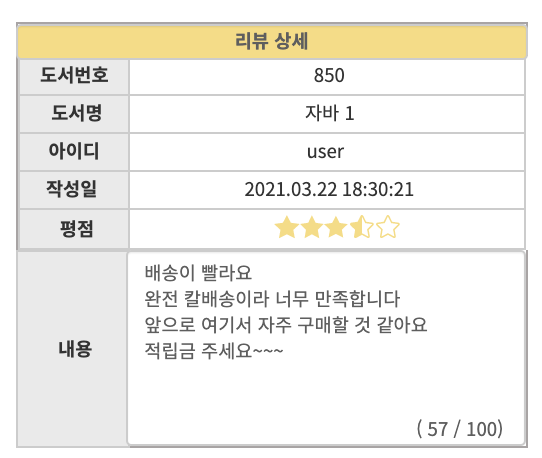 리뷰 상세
도서번호 850
도서명 자바 1
아이디 user
작성일 2021.03.22 18:30:21
평점
내용
배송이 빨라요
완전 칼배송이라 너무 만족합니다
앞으로 여기서 자주 구매할 것 같아요
적립금 주세요~~~
( 57 / 100)